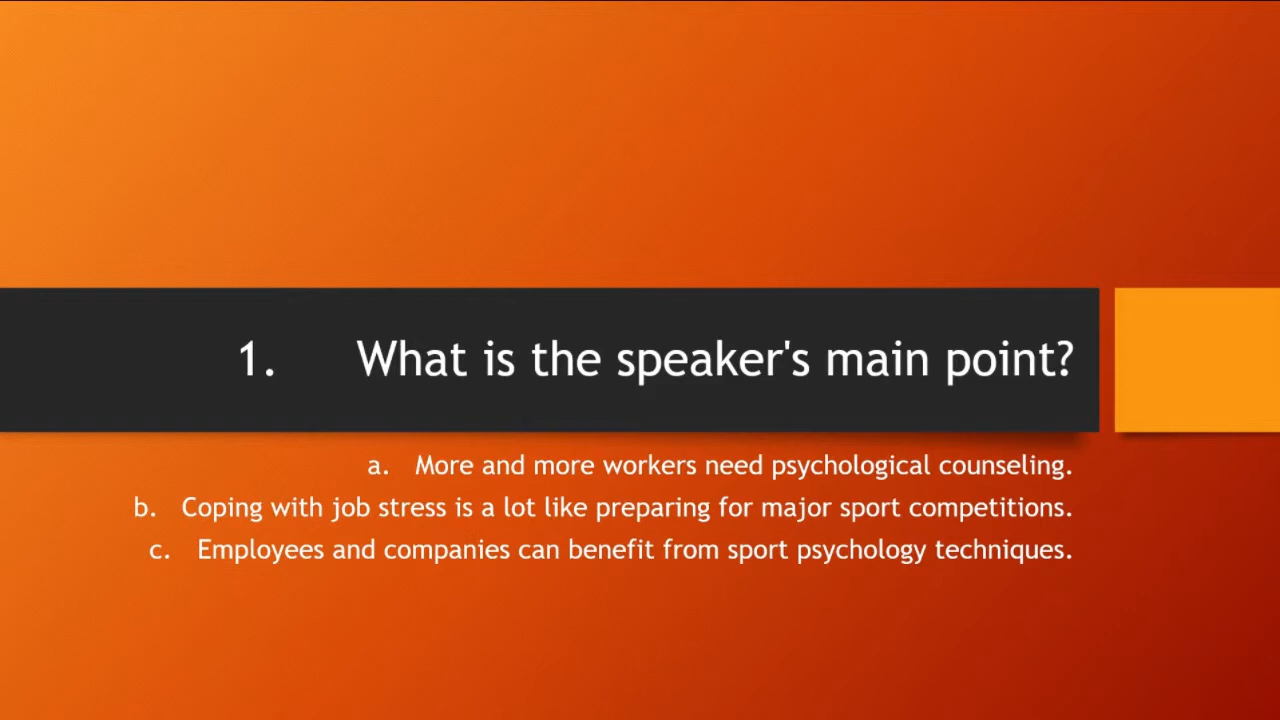 1. What is the speaker's main point?
a. More and more workers need psychological counseling.
b. Coping with job stress is a lot like preparing for major sport competitions.
c. Employees and companies can benefit from sport psychology techniques.